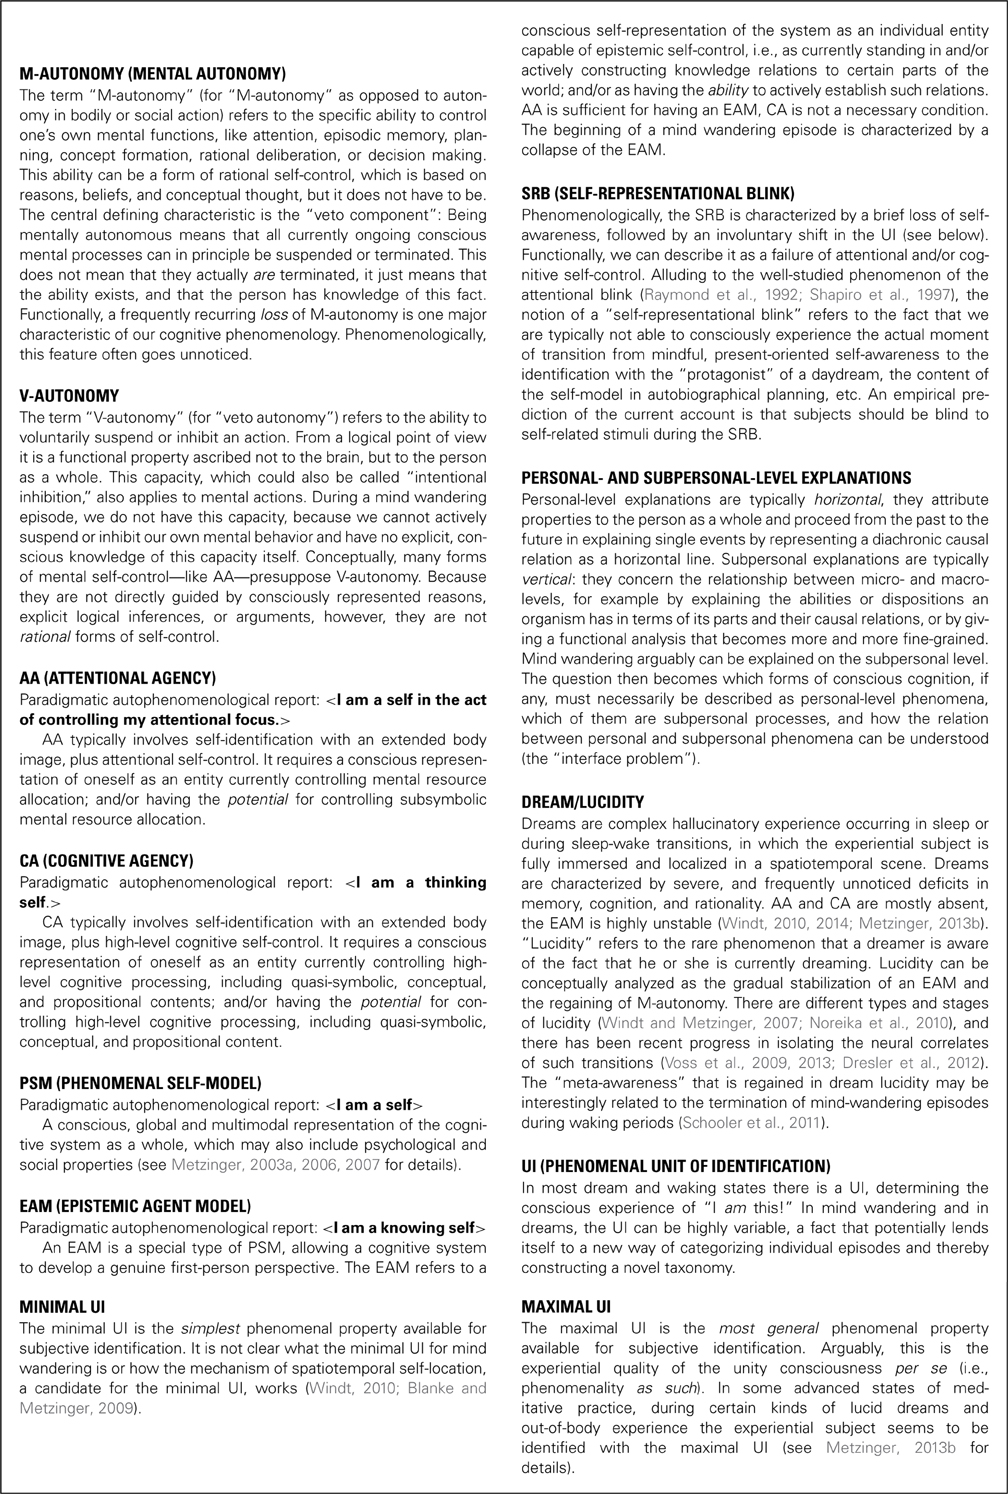 M-AUTONOMY (MENTAL AUTONOMY)
The term “M-autonomy” (for “M-autonomy” as opposed to auton-
omy in bodily or social action) refers to the specific ability to control
one’s own mental functions, like attention, episodic memory, plan-
ning, concept formation, rational deliberation, or decision making.
This ability can be a form of rational self-control, which is based on
reasons, beliefs, and conceptual thought, but it does not have to be.
The central defining characteristic is the “veto component”: Being
mentally autonomous means that all currently ongoing conscious
mental processes can in principle be suspended or terminated. This
does not mean that they actually are terminated, it just means that
the ability exists, and that the person has knowledge of this fact.
Functionally, a frequently recurring loss of M-autonomy is one major
characteristic of our cognitive phenomenology. Phenomenologically,
this feature often goes unnoticed.
V-AUTONOMY
The term “V-autonomy” (for “veto autonomy”) refers to the ability to
voluntarily suspend or inhibit an action. From a logical point of view
it is a functional property ascribed not to the brain, but to the person
as a whole. This capacity, which could also be called “intentional
inhibition,” also applies to mental actions. During a mind wandering
episode, we do not have this capacity, because we cannot actively
suspend or inhibit our own mental behavior and have no explicit, con-
scious knowledge of this capacity itself. Conceptually, many forms
of mental self-control—like AA—presuppose V-autonomy. Because
they are not directly guided by consciously represented reasons,
explicit logical inferences, or arguments, however, they are not
rational forms of self-control.
AA (ATTENTIONAL AGENCY)
Paradigmatic autophenomenological report: <I am a self in the act
of controlling my attentional focus.>
AA typically involves self-identification with an extended body
image, plus attentional self-control. It requires a conscious represen-
tation of oneself as an entity currently controlling mental resource
allocation; and/or having the potential for controlling subsymbolic
mental resource allocation.
CA (COGNITIVE AGENCY)
Paradigmatic autophenomenological report: <I am a thinking
self.>
CA typically involves self-identification with an extended body
image, plus high-level cognitive self-control. It requires a conscious
representation of oneself as an entity currently controlling high-
level cognitive processing, including quasi-symbolic, conceptual,
and propositional contents; and/or having the potential for con-
trolling high-level cognitive processing, including quasi-symbolic,
conceptual, and propositional content.
PSM (PHENOMENAL SELF-MODEL)
Paradigmatic autophenomenological report: <I am a self>
A conscious, global and multimodal representation of the cogni-
tive system as a whole, which may also include psychological and
social properties (see Metzinger, 2003a, 2006, 2007 for details).
EAM (EPISTEMIC AGENT MODEL)
Paradigmatic autophenomenological report: <I am a knowing self>
An EAM is a special type of PSM, allowing a cognitive system
to develop a genuine first-person perspective. The EAM refers to a
conscious self-representation of the system as an individual entity
capable of epistemic self-control, i.e., as currently standing in and/or
actively constructing knowledge relations to certain parts of the
world; and/or as having the ability to actively establish such relations.
AA is sufficient for having an EAM, CA is not a necessary condition.
The beginning of a mind wandering episode is characterized by a
collapse of the EAM.
SRB (SELF-REPRESENTATIONAL BLINK)
Phenomenologically, the SRB is characterized by a brief loss of self-
awareness, followed by an involuntary shift in the UI (see below).
Functionally, we can describe it as a failure of attentional and/or cog-
nitive self-control. Alluding to the well-studied phenomenon of the
attentional blink (Raymond et al., 1992; Shapiro et al., 1997), the
notion of a “self-representational blink” refers to the fact that we
are typically not able to consciously experience the actual moment
of transition from mindful, present-oriented self-awareness to the
identification with the “protagonist” of a daydream, the content of
the self-model in autobiographical planning, etc. An empirical pre-
diction of the current account is that subjects should be blind to
self-related stimuli during the SRB.
PERSONAL- AND SUBPERSONAL-LEVEL EXPLANATIONS
Personal-level explanations are typically horizontal, they attribute
properties to the person as a whole and proceed from the past to the
future in explaining single events by representing a diachronic causal
relation as a horizontal line. Subpersonal explanations are typically
vertical: they concern the relationship between micro- and macro-
levels, for example by explaining the abilities or dispositions an
organism has in terms of its parts and their causal relations, or by giv-
ing a functional analysis that becomes more and more fine-grained.
Mind wandering arguably can be explained on the subpersonal level.
The question then becomes which forms of conscious cognition, if
any, must necessarily be described as personal-level phenomena,
which of them are subpersonal processes, and how the relation
between personal and subpersonal phenomena can be understood
(the “interface problem”).
DREAM/LUCIDITY
Dreams are complex hallucinatory experience occurring in sleep or
during sleep-wake transitions, in which the experiential subject is
fully immersed and localized in a spatiotemporal scene. Dreams
are characterized by severe, and frequently unnoticed deficits in
memory, cognition, and rationality. AA and CA are mostly absent,
the EAM is highly unstable (Windt, 2010, 2014; Metzinger, 2013b).
“Lucidity” refers to the rare phenomenon that a dreamer is aware
of the fact that he or she is currently dreaming. Lucidity can be
conceptually analyzed as the gradual stabilization of an EAM and
the regaining of M-autonomy. There are different types and stages
of lucidity (Windt and Metzinger, 2007; Noreika et al., 2010), and
there has been recent progress in isolating the neural correlates
of such transitions (Voss et al., 2009, 2013; Dresler et al., 2012).
The “meta-awareness” that is regained in dream lucidity may be
interestingly related to the termination of mind-wandering episodes
during waking periods (Schooler et al., 2011).
UI (PHENOMENAL UNIT OF IDENTIFICATION)
In most dream and waking states there is a UI, determining the
conscious experience of “I am this!” In mind wandering and in
dreams, the UI can be highly variable, a fact that potentially lends
itself to a new way of categorizing individual episodes and thereby
constructing a novel taxonomy.
MINIMAL UI
The minimal UI is the simplest phenomenal property available for
subjective identification. It is not clear what the minimal UI for mind
wandering is or how the mechanism of spatiotemporal self-location,
a candidate for the minimal UI, works (Windt, 2010; Blanke and
Metzinger, 2009).
MAXIMAL UI
The maximal UI is the most general phenomenal property
available for subjective identification. Arguably, this is the
experiential quality of the unity consciousness per se (i.e.,
phenomenality as such). In some advanced states of med-
itative practice, during certain kinds of lucid dreams and
out-of-body experience the experiential subject seems to be
identified with the maximal UI (see Metzinger, 2013b for
details).